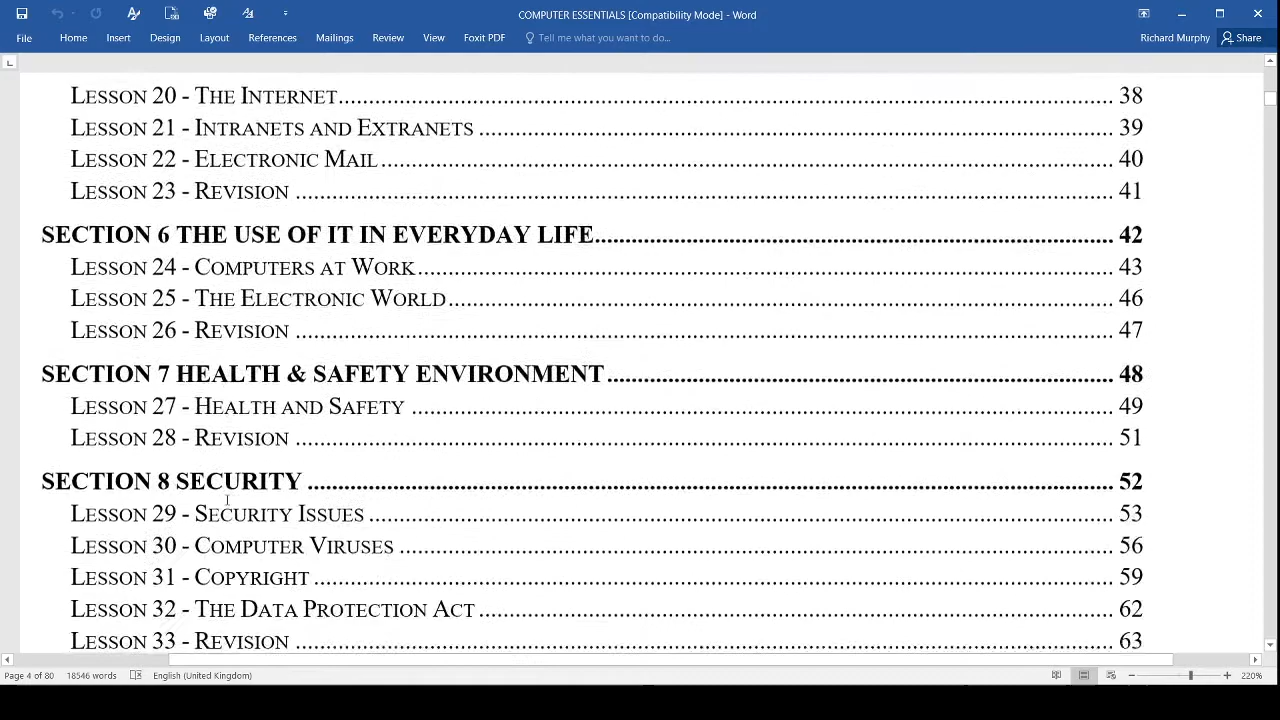 COMPUTER ESSENTIALS [Compatibility Mode] - Word
File Home Insert Design Layout References Mailings Review View Foxit PDF Tell me what you want to do... Richard Murphy Share
LESSON 20 - THE INTERNET 38
LESSON 21 - INTRANETS AND EXTRANETS 39
LESSON 22 - ELECTRONIC MAIL 40
LESSON 23 - REVISION 41
SECTION 6 THE USE OF IT IN EVERYDAY LIFE 42
LESSON 24 - COMPUTERS AT WORK 43
LESSON 25 - THE ELECTRONIC WORLD 46
LESSON 26 - REVISION 47
SECTION 7 HEALTH & SAFETY ENVIRONMENT 48
LESSON 27 - HEALTH AND SAFETY 49
LESSON 28 - REVISION 51
SECTION 8 SECURITY 52
LESSON 29 - SECURITY ISSUES 53
LESSON 30 - COMPUTER VIRUSES 56
LESSON 31 - COPYRIGHT 59
LESSON 32 - THE DATA PROTECTION ACT 62
LESSON 33 - REVISION 63
Page 4 of 80 18546 words English (United Kingdom) 220%